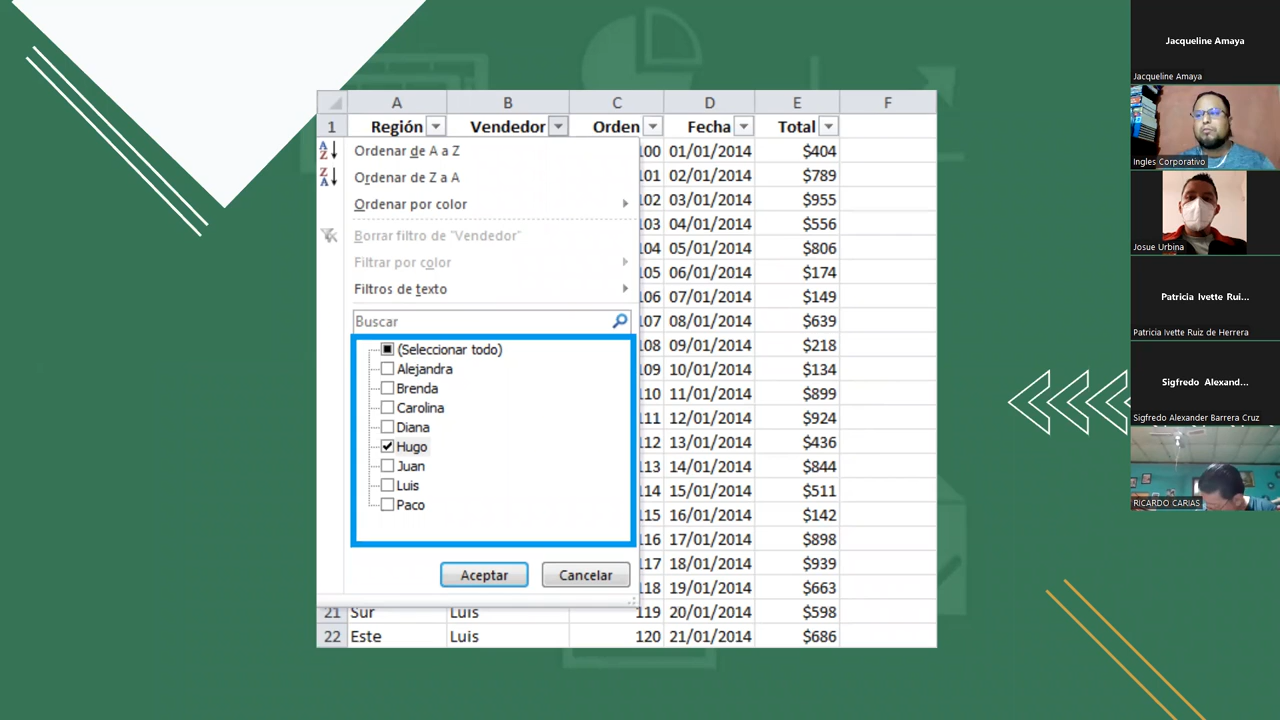 A B C D E F
1 Región Vendedor Orden Fecha Total
Ordenar de A a Z
Ordenar de Z a A
Ordenar por color
Borrar filtro de "Vendedor"
Filtrar por color
Filtros de texto
Buscar
(Seleccionar todo)
Alejandra
Brenda
Carolina
Diana
Hugo
Juan
Luis
Paco
Aceptar Cancelar
100 01/01/2014 $404
101 02/01/2014 $789
102 03/01/2014 $955
103 04/01/2014 $556
104 05/01/2014 $806
105 06/01/2014 $174
106 07/01/2014 $149
107 08/01/2014 $639
108 09/01/2014 $218
109 10/01/2014 $134
110 11/01/2014 $899
111 12/01/2014 $924
112 13/01/2014 $436
113 14/01/2014 $844
114 15/01/2014 $511
115 16/01/2014 $142
116 17/01/2014 $898
117 18/01/2014 $939
118 19/01/2014 $663
21 Sur Luis 119 20/01/2014 $598
22 Este Luis 120 21/01/2014 $686
Jacqueline Amaya
Jacqueline Amaya
Ingles Corporativo
Josue Urbina
Patricia Ivette Rui...
Patricia Ivette Ruiz de Herrera
Sigfredo Alexand...
Sigfredo Alexander Barrera Cruz
RICARDO CARIAS